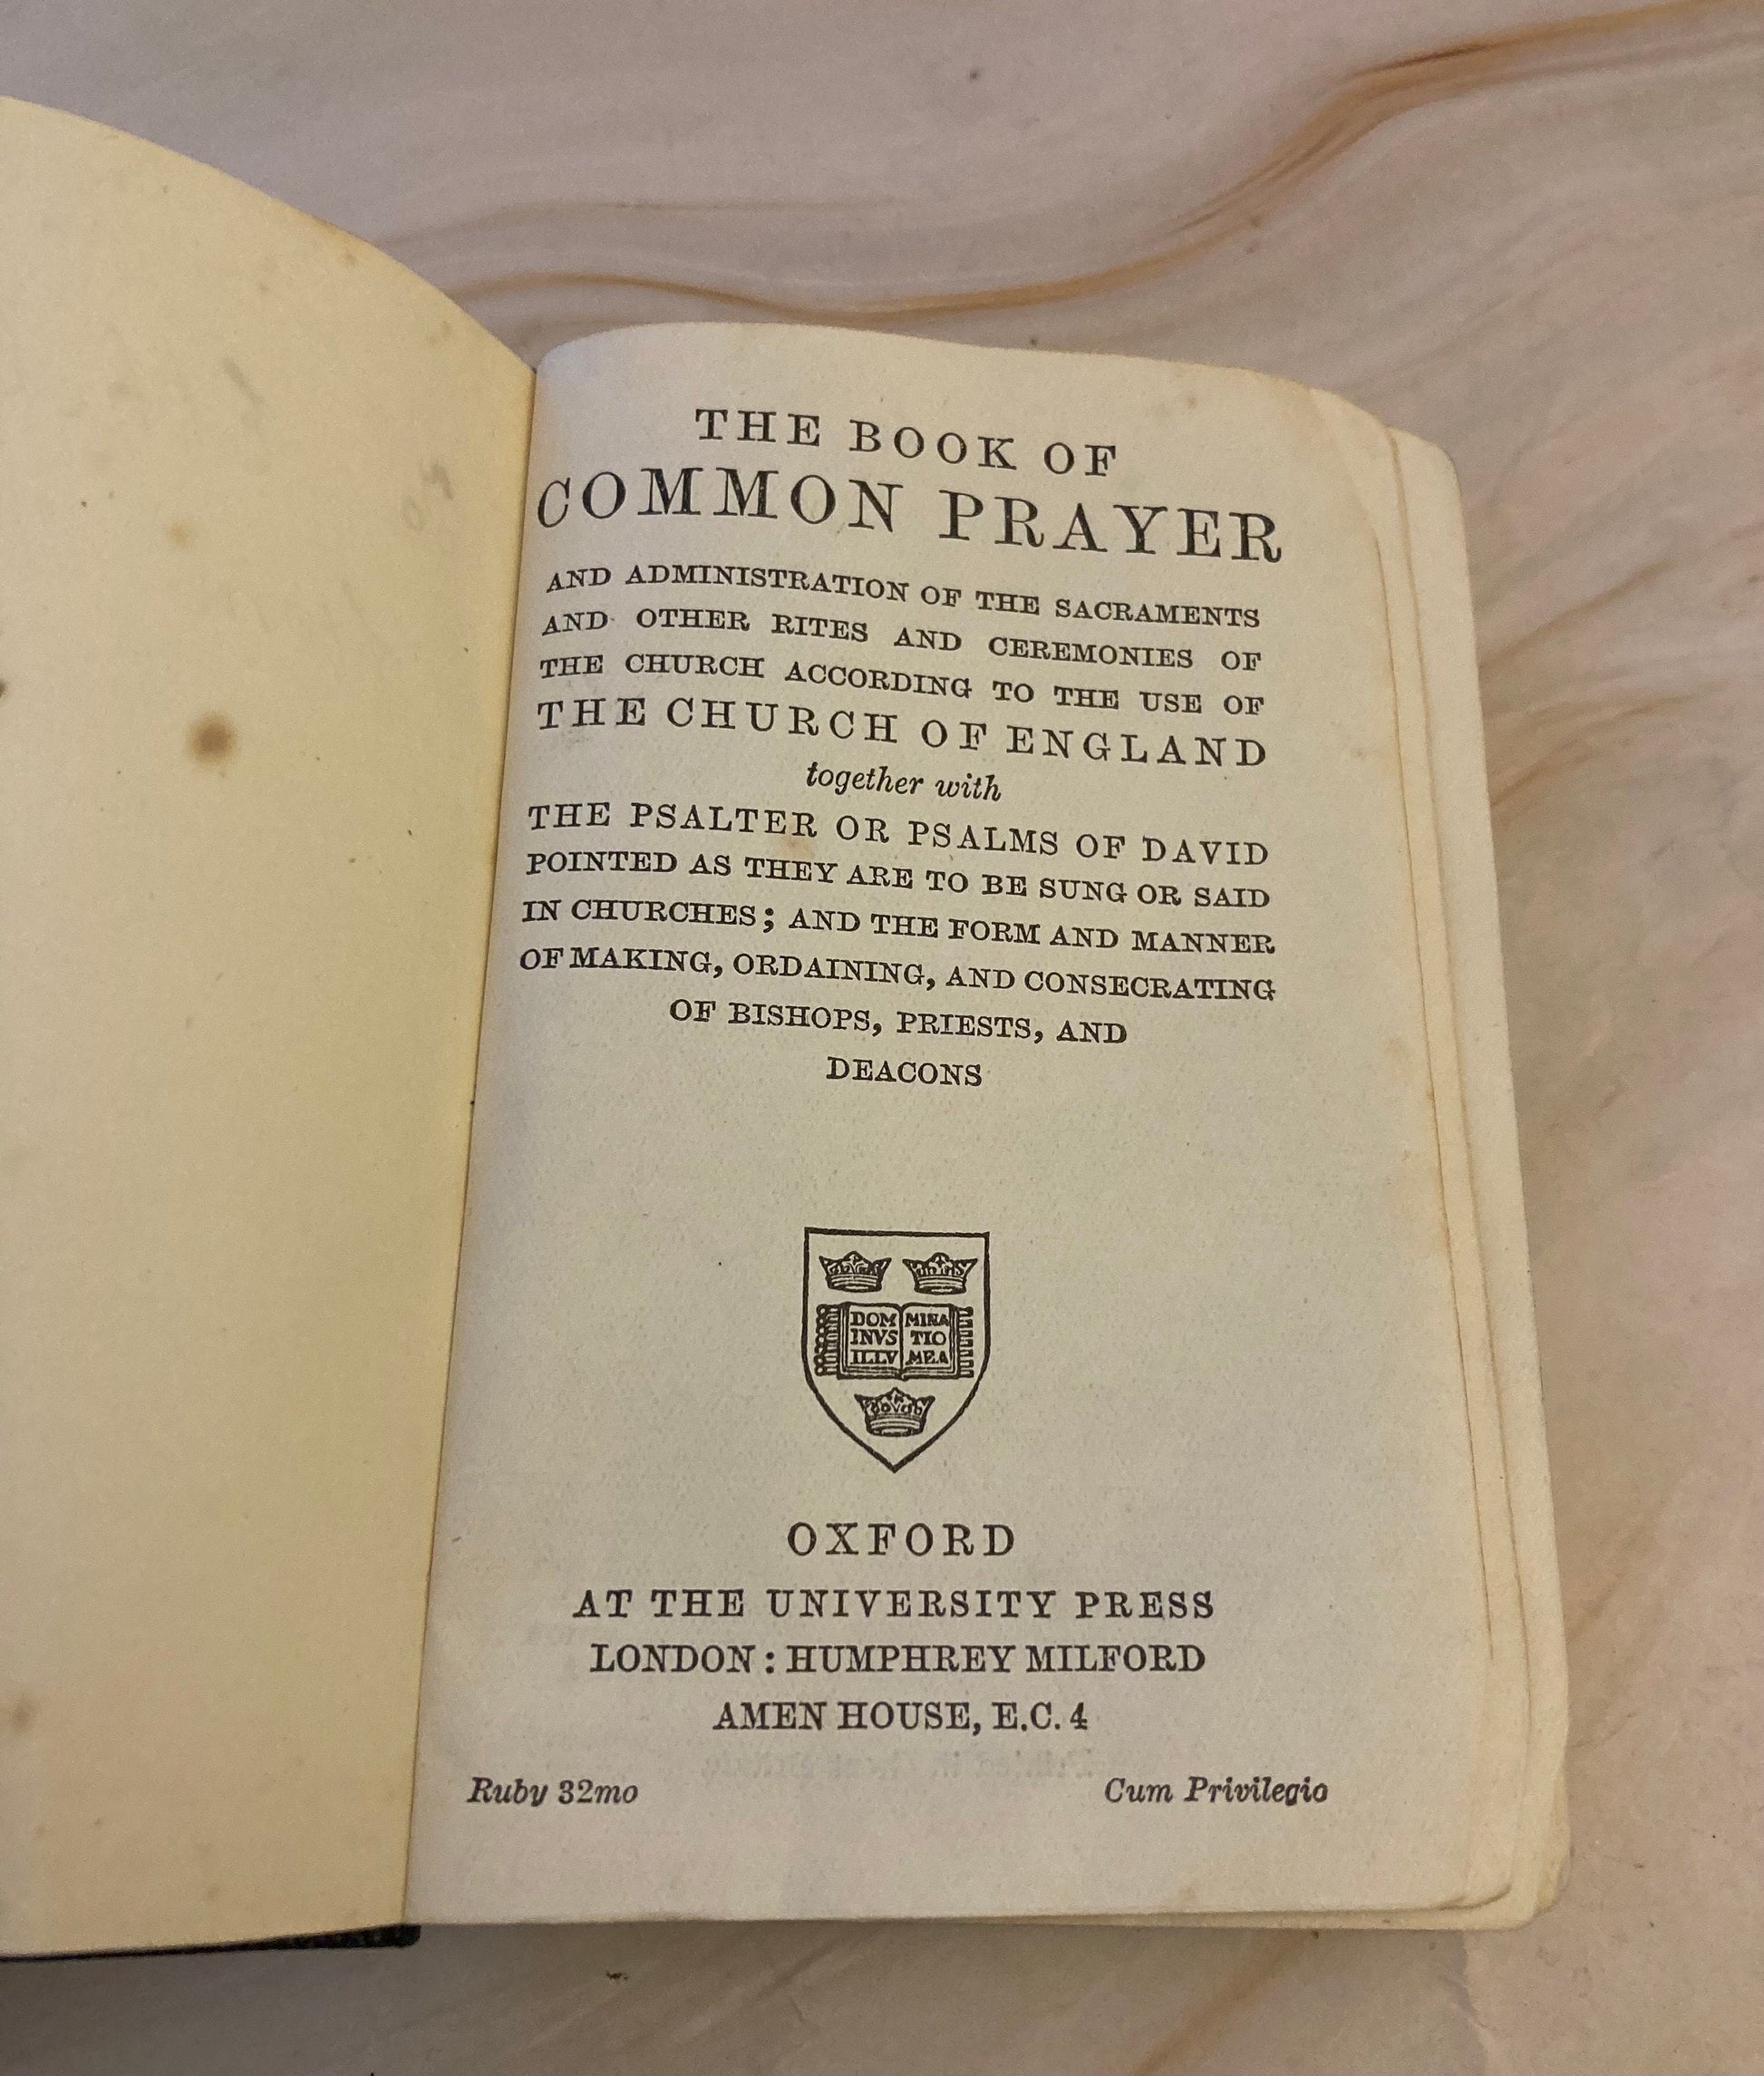 THE BOOK OF
COMMON PRAYER
AND ADMINISTRATION OF THE SACRAMENTS
AND OTHER RITES AND CEREMONIES OF
THE CHURCH ACCORDING TO THE USE OF
THE CHURCH OF ENGLAND
together with
THE PSALTER OR PSALMS OF DAVID
POINTED AS THEY ARE TO BE SUNG OR SAID
IN CHURCHES; AND THE FORM AND MANNER
OF MAKING, ORDAINING, AND CONSECRATING
OF BISHOPS, PRIESTS, AND
DEACONS
DOM MINA
INVS TIO
ILLV MEA
OXFORD
AT THE UNIVERSITY PRESS
LONDON: HUMPHREY MILFORD
AMEN HOUSE, E.C. 4
Ruby 32mo Cum Privilegio